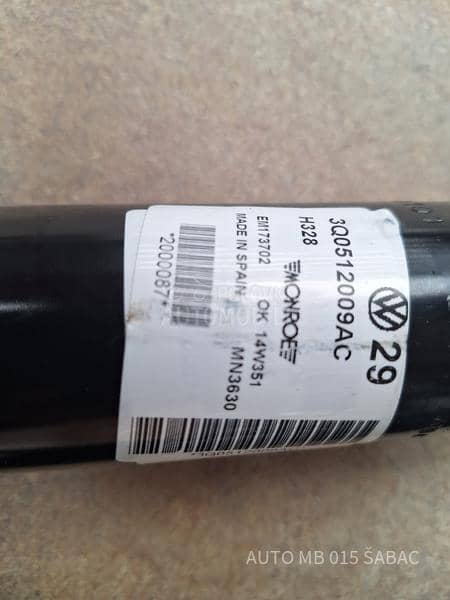 29
3Q0512009AC
H328
MONROE
EM173702
MADE IN SPAIN OK 14W351
MN3630
AUTO MB 015 ŠABAC